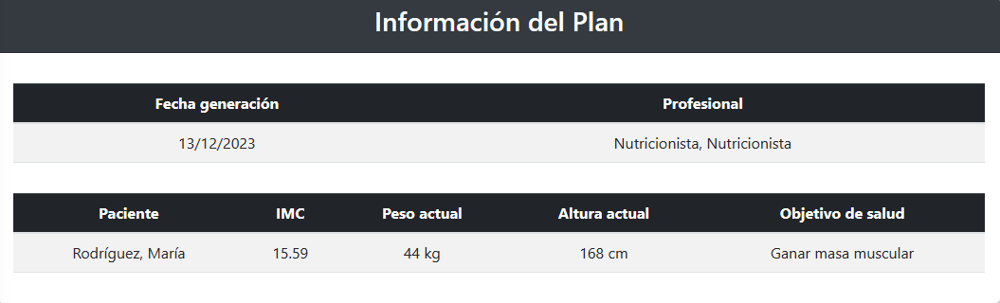 Información del Plan
Fecha generación Profesional
13/12/2023 Nutricionista, Nutricionista
Paciente IMC Peso actual Altura actual Objetivo de salud
Rodríguez, María 15.59 44 kg 168 cm Ganar masa muscular